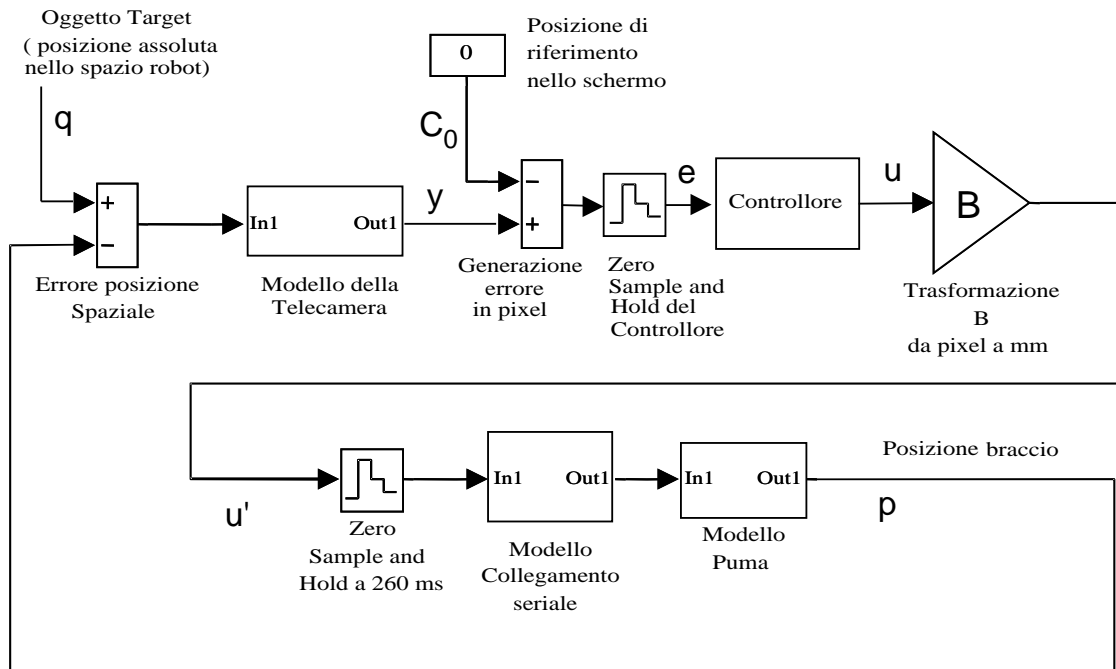 Oggetto Target
( posizione assoluta
nello spazio robot)
q
0
Posizione di
riferimento
nello schermo
C0
+
−
Errore posizione
Spaziale
In1
Out1
Modello della
Telecamera
y
−
+
Generazione
errore
in pixel
Zero
Sample and
Hold del
Controllore
e
Controllore
u
B
Trasformazione
B
da pixel a mm
u'
Zero
Sample and
Hold a 260 ms
In1
Out1
Modello
Collegamento
seriale
In1
Out1
Modello
Puma
Posizione braccio
p